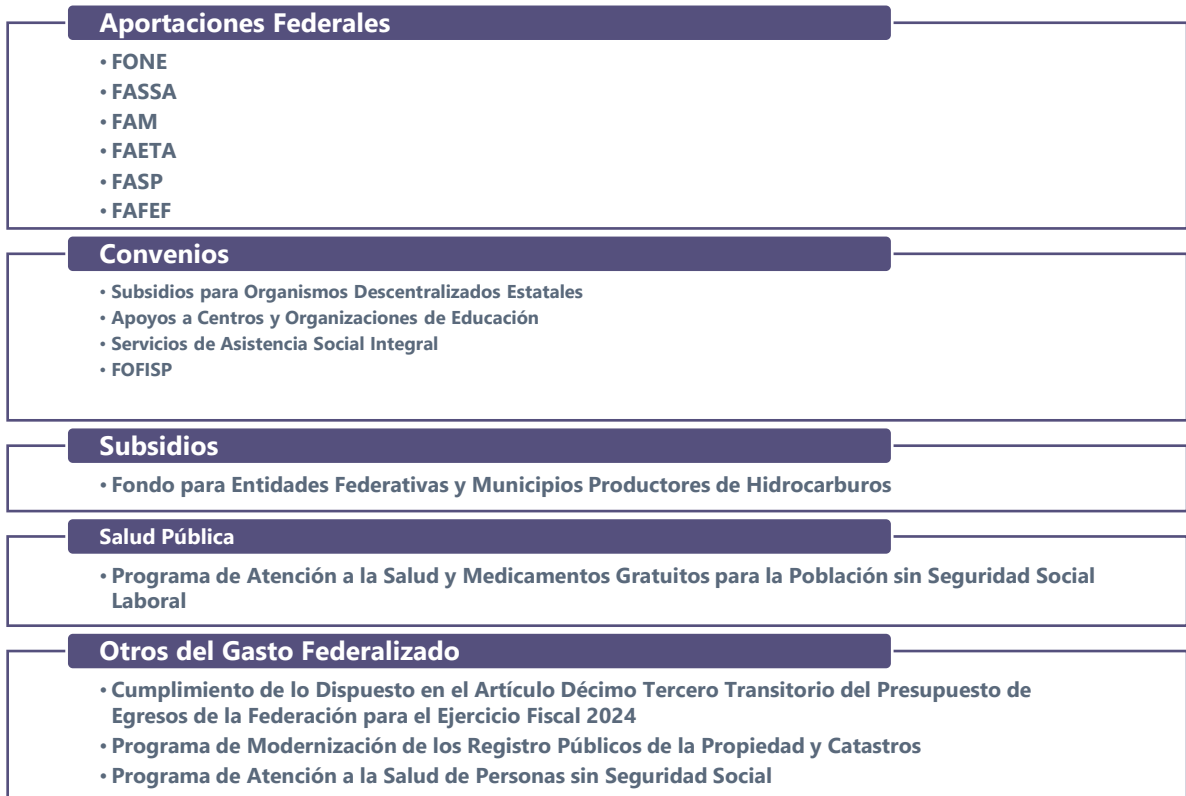 Aportaciones Federales
• FONE
• FASSA
• FAM
• FAETA
• FASP
• FAFEF
Convenios
• Subsidios para Organismos Descentralizados Estatales
• Apoyos a Centros y Organizaciones de Educación
• Servicios de Asistencia Social Integral
• FOFISP
Subsidios
• Fondo para Entidades Federativas y Municipios Productores de Hidrocarburos
Salud Pública
• Programa de Atención a la Salud y Medicamentos Gratuitos para la Población sin Seguridad Social
Laboral
Otros del Gasto Federalizado
• Cumplimiento de lo Dispuesto en el Artículo Décimo Tercero Transitorio del Presupuesto de
Egresos de la Federación para el Ejercicio Fiscal 2024
• Programa de Modernización de los Registro Públicos de la Propiedad y Catastros
• Programa de Atención a la Salud de Personas sin Seguridad Social